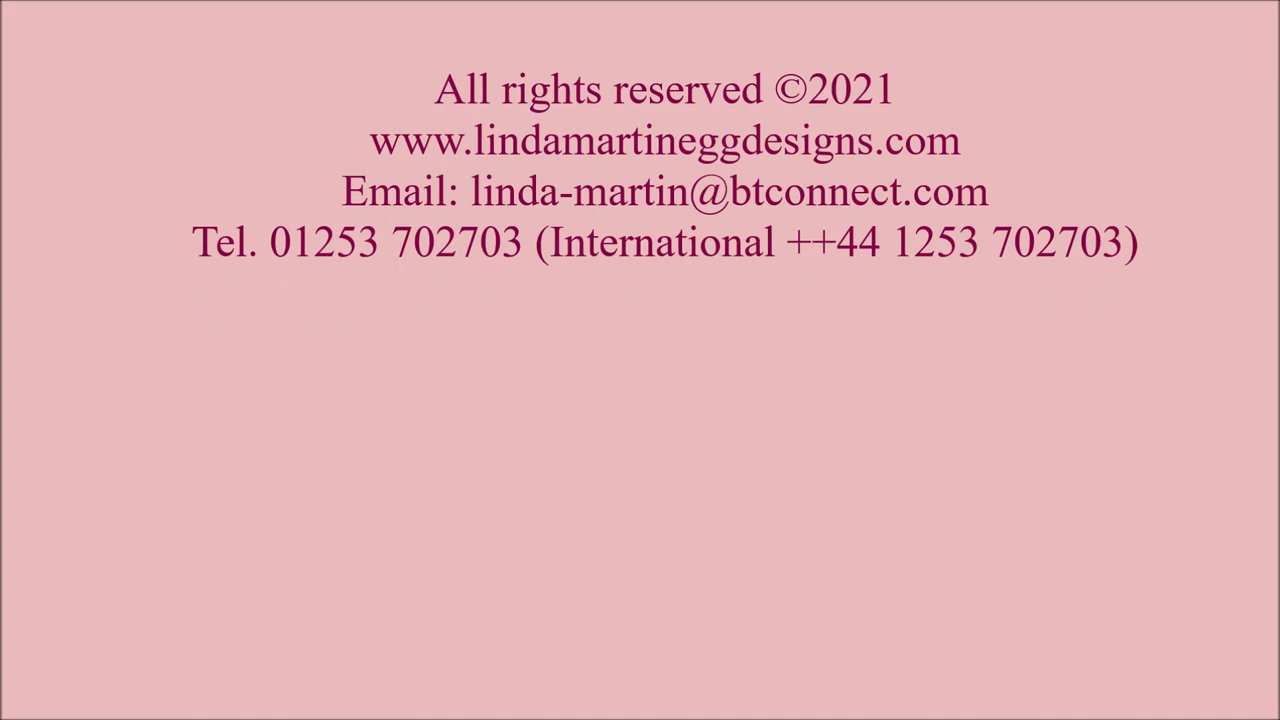 All rights reserved ©2021
www.lindamartineggdesigns.com
Email: linda-martin@btconnect.com
Tel. 01253 702703 (International ++44 1253 702703)